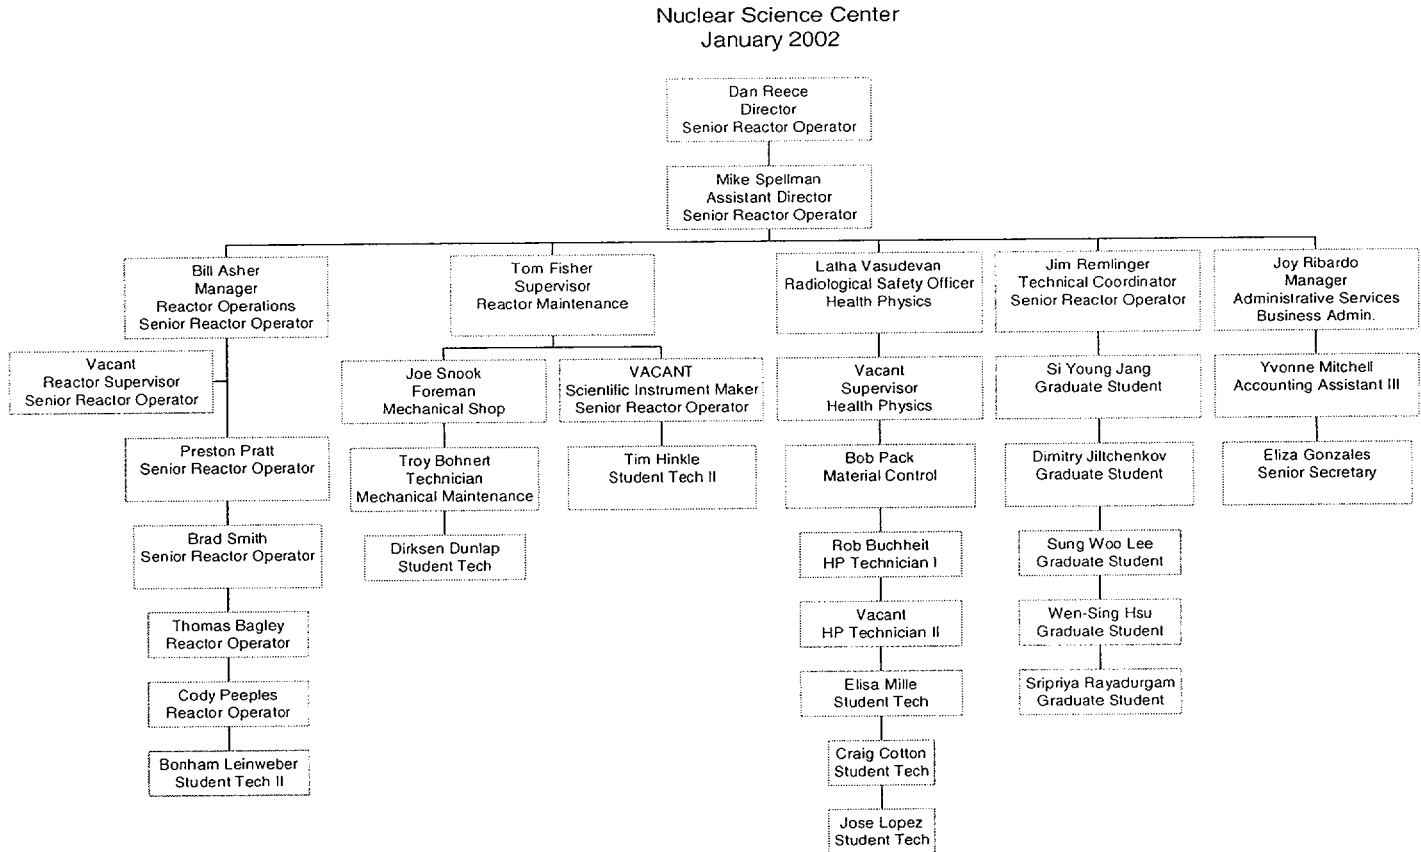 Nuclear Science Center
January 2002
Dan Reece
Director
Senior Reactor Operator
Mike Spellman
Assistant Director
Senior Reactor Operator
Bill Asher
Manager
Reactor Operations
Senior Reactor Operator
Vacant
Reactor Supervisor
Senior Reactor Operator
Preston Pratt
Senior Reactor Operator
Brad Smith
Senior Reactor Operator
Thomas Bagley
Reactor Operator
Cody Peeples
Reactor Operator
Bonham Leinweber
Student Tech II
Tom Fisher
Supervisor
Reactor Maintenance
Joe Snook
Foreman
Mechanical Shop
Troy Bohnert
Technician
Mechanical Maintenance
Dirksen Dunlap
Student Tech
VACANT
Scientific Instrument Maker
Senior Reactor Operator
Tim Hinkle
Student Tech II
Latha Vasudevan
Radiological Safety Officer
Health Physics
Vacant
Supervisor
Health Physics
Bob Pack
Material Control
Rob Buchheit
HP Technician I
Vacant
HP Technician II
Elisa Mille
Student Tech
Craig Cotton
Student Tech
Jose Lopez
Student Tech
Jim Remlinger
Technical Coordinator
Senior Reactor Operator
Si Young Jang
Graduate Student
Dimitry Jiltchenkov
Graduate Student
Sung Woo Lee
Graduate Student
Wen-Sing Hsu
Graduate Student
Sripriya Rayadurgam
Graduate Student
Joy Ribardo
Manager
Administrative Services
Business Admin.
Yvonne Mitchell
Accounting Assistant III
Eliza Gonzales
Senior Secretary